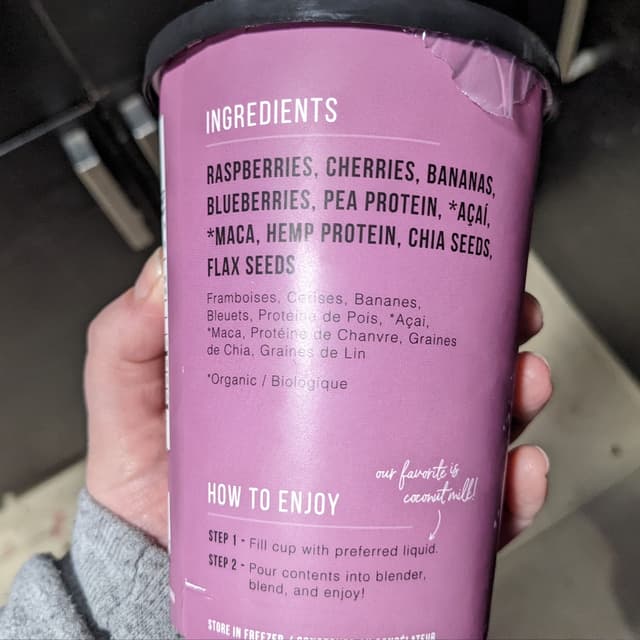 INGREDIENTS
RASPBERRIES, CHERRIES, BANANAS,
BLUEBERRIES, PEA PROTEIN, *AÇAÍ,
*MACA, HEMP PROTEIN, CHIA SEEDS,
FLAX SEEDS
Framboises, Cerises, Bananes,
Bleuets, Protéine de Pois, *Açai,
*Maca, Protéine de Chanvre, Graines
de Chia, Graines de Lin
*Organic / Biologique
our favorite is
coconut milk!
HOW TO ENJOY
STEP 1 - Fill cup with preferred liquid.
STEP 2 - Pour contents into blender,
blend, and enjoy!
STORE IN FREEZER /